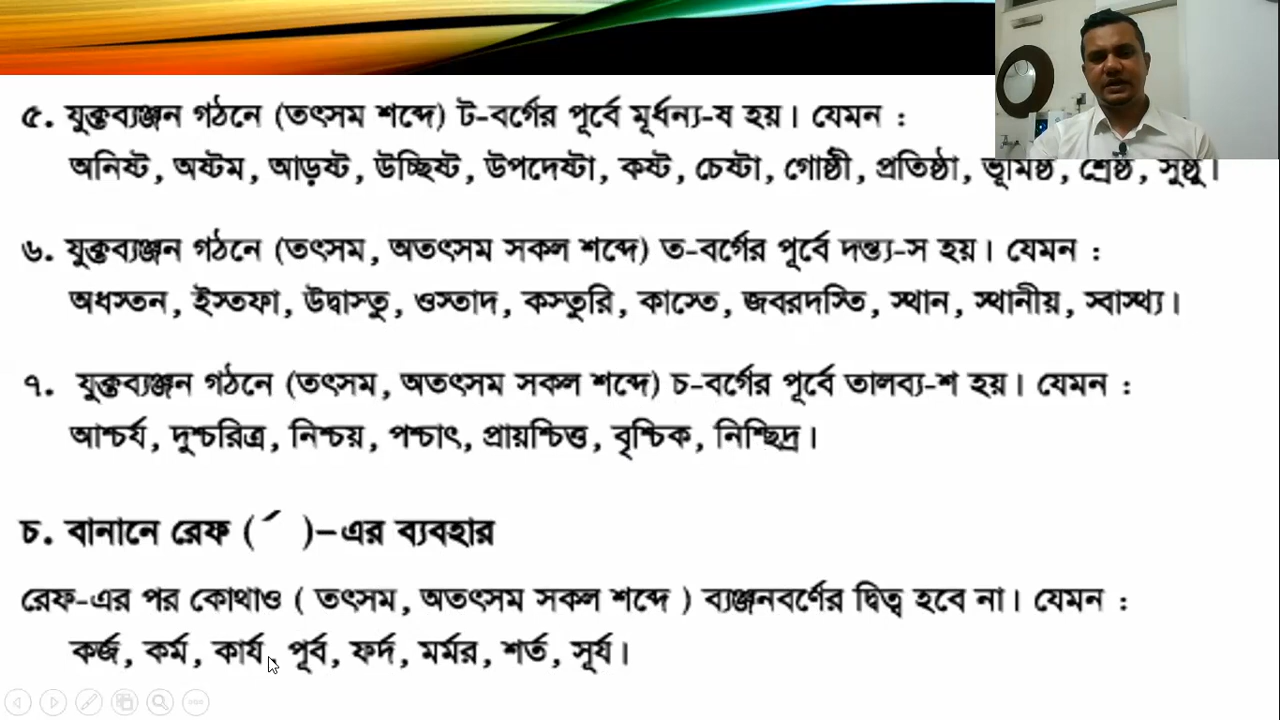 ৫. যুক্তব্যঞ্জন গঠনে (তৎসম শব্দে) ট-বর্গের পূর্বে মূর্ধন্য-ষ হয়। যেমন :
অনিষ্ট, অষ্টম, আড়ষ্ট, উচ্ছিষ্ট, উপদেষ্টা, কষ্ট, চেষ্টা, গোষ্ঠী, প্রতিষ্ঠা, ভূমিষ্ঠ, শ্রেষ্ঠ, সুষ্ঠু।
৬. যুক্তব্যঞ্জন গঠনে (তৎসম, অতৎসম সকল শব্দে) ত-বর্গের পূর্বে দন্ত্য-স হয়। যেমন :
অধস্তন, ইস্তফা, উদ্বাস্তু, ওস্তাদ, কস্তুরি, কাস্তে, জবরদস্তি, স্থান, স্থানীয়, স্বাস্থ্য।
৭. যুক্তব্যঞ্জন গঠনে (তৎসম, অতৎসম সকল শব্দে) চ-বর্গের পূর্বে তালব্য-শ হয়। যেমন :
আশ্চর্য, দুশ্চরিত্র, নিশ্চয়, পশ্চাৎ, প্রায়শ্চিত্ত, বৃশ্চিক, নিশ্ছিদ্র।
চ. বানানে রেফ ( ´ )-এর ব্যবহার
রেফ-এর পর কোথাও ( তৎসম, অতৎসম সকল শব্দে ) ব্যঞ্জনবর্ণের দ্বিত্ব হবে না। যেমন :
কর্জ, কর্ম, কার্য, পূর্ব, ফর্দ, মর্মর, শর্ত, সূর্য।